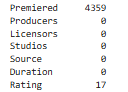 Premiered 4359
Producers 0
Licensors 0
Studios 0
Source 0
Duration 0
Rating 17